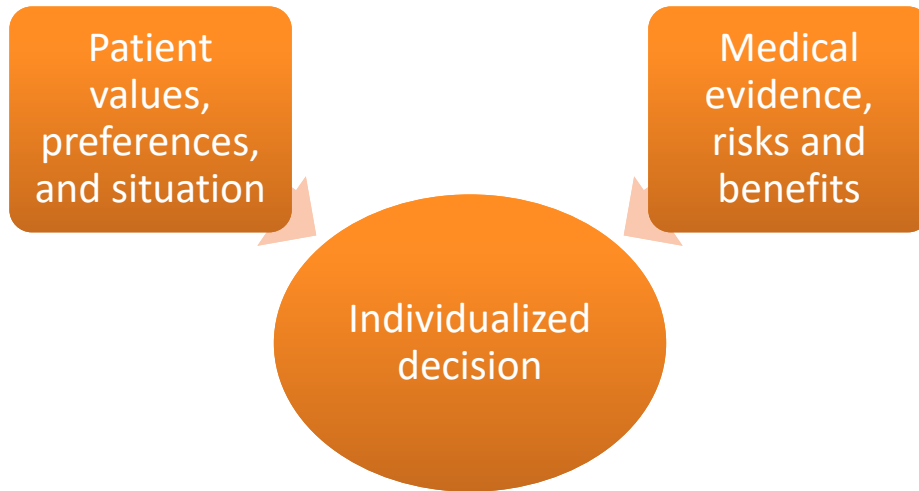 Patient
values,
preferences,
and situation
Medical
evidence,
risks and
benefits
Individualized
decision